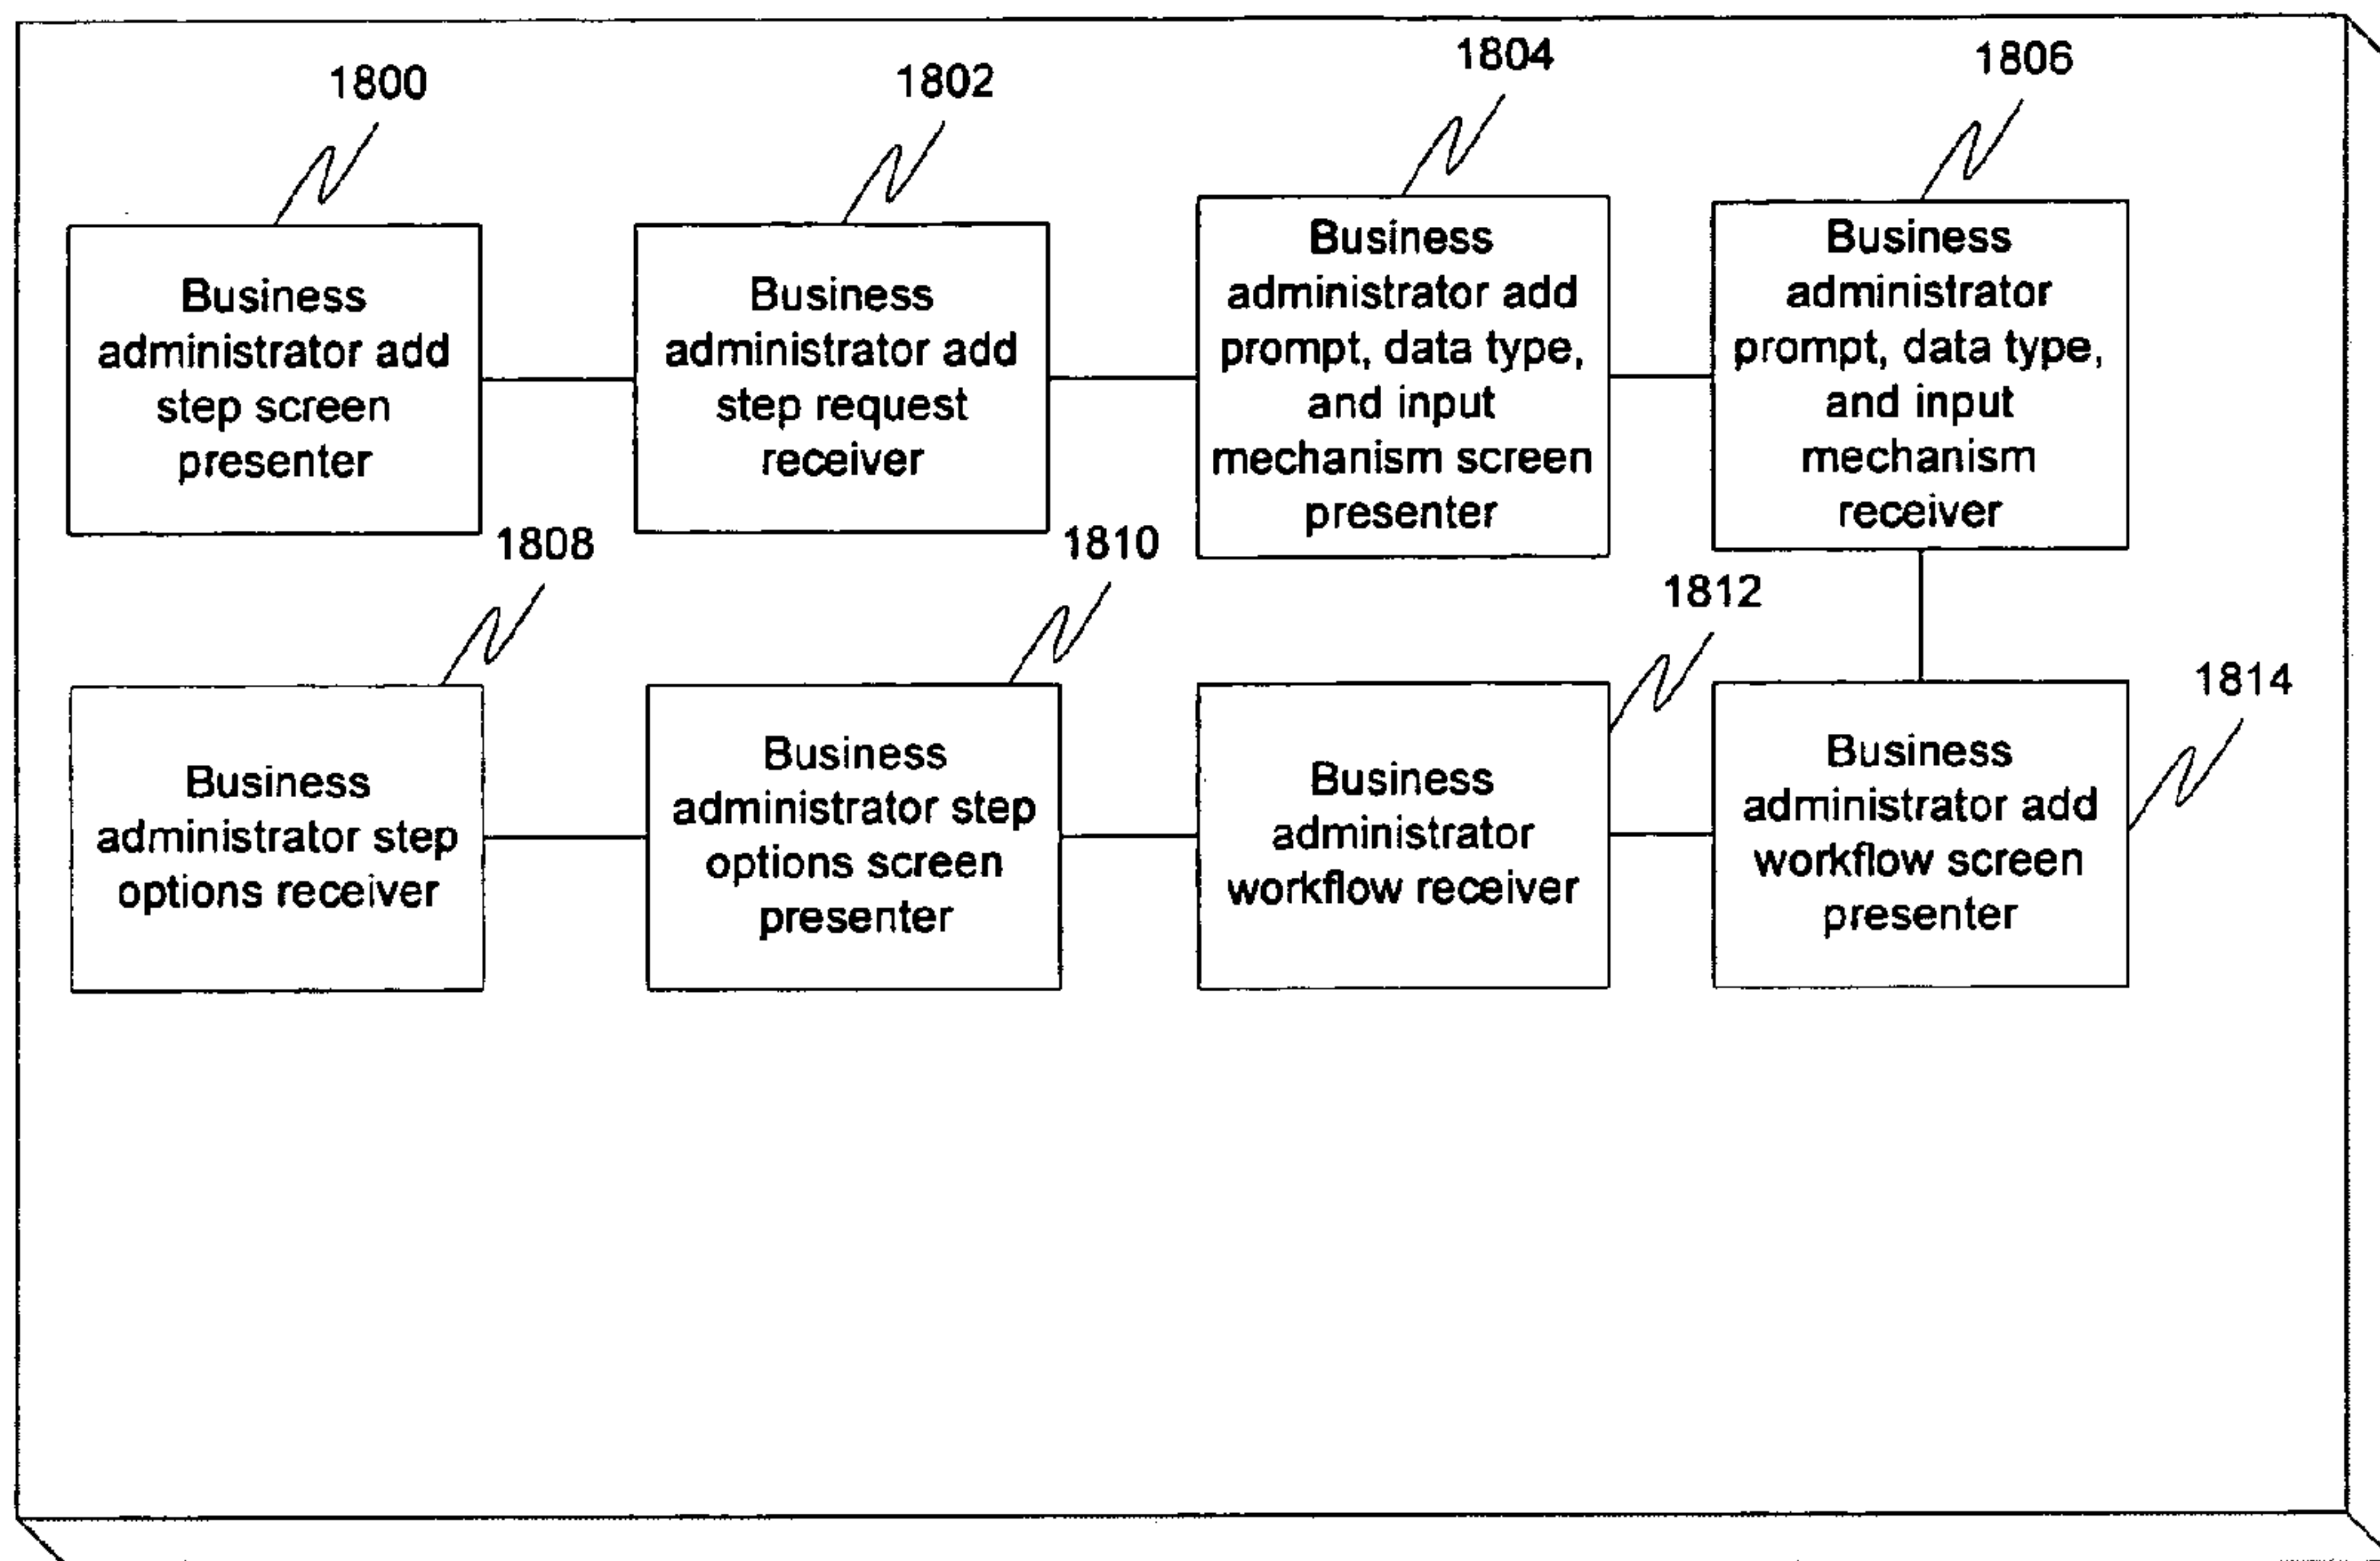 1800
1802
1804
1806
Business
administrator add
step screen
presenter
Business
administrator add
step request
receiver
Business
administrator add
prompt, data type,
and input
mechanism screen
presenter
Business
administrator
prompt, data type,
and input
mechanism
receiver
1808
1810
1812
1814
Business
administrator step
options receiver
Business
administrator step
options screen
presenter
Business
administrator
workflow receiver
Business
administrator add
workflow screen
presenter